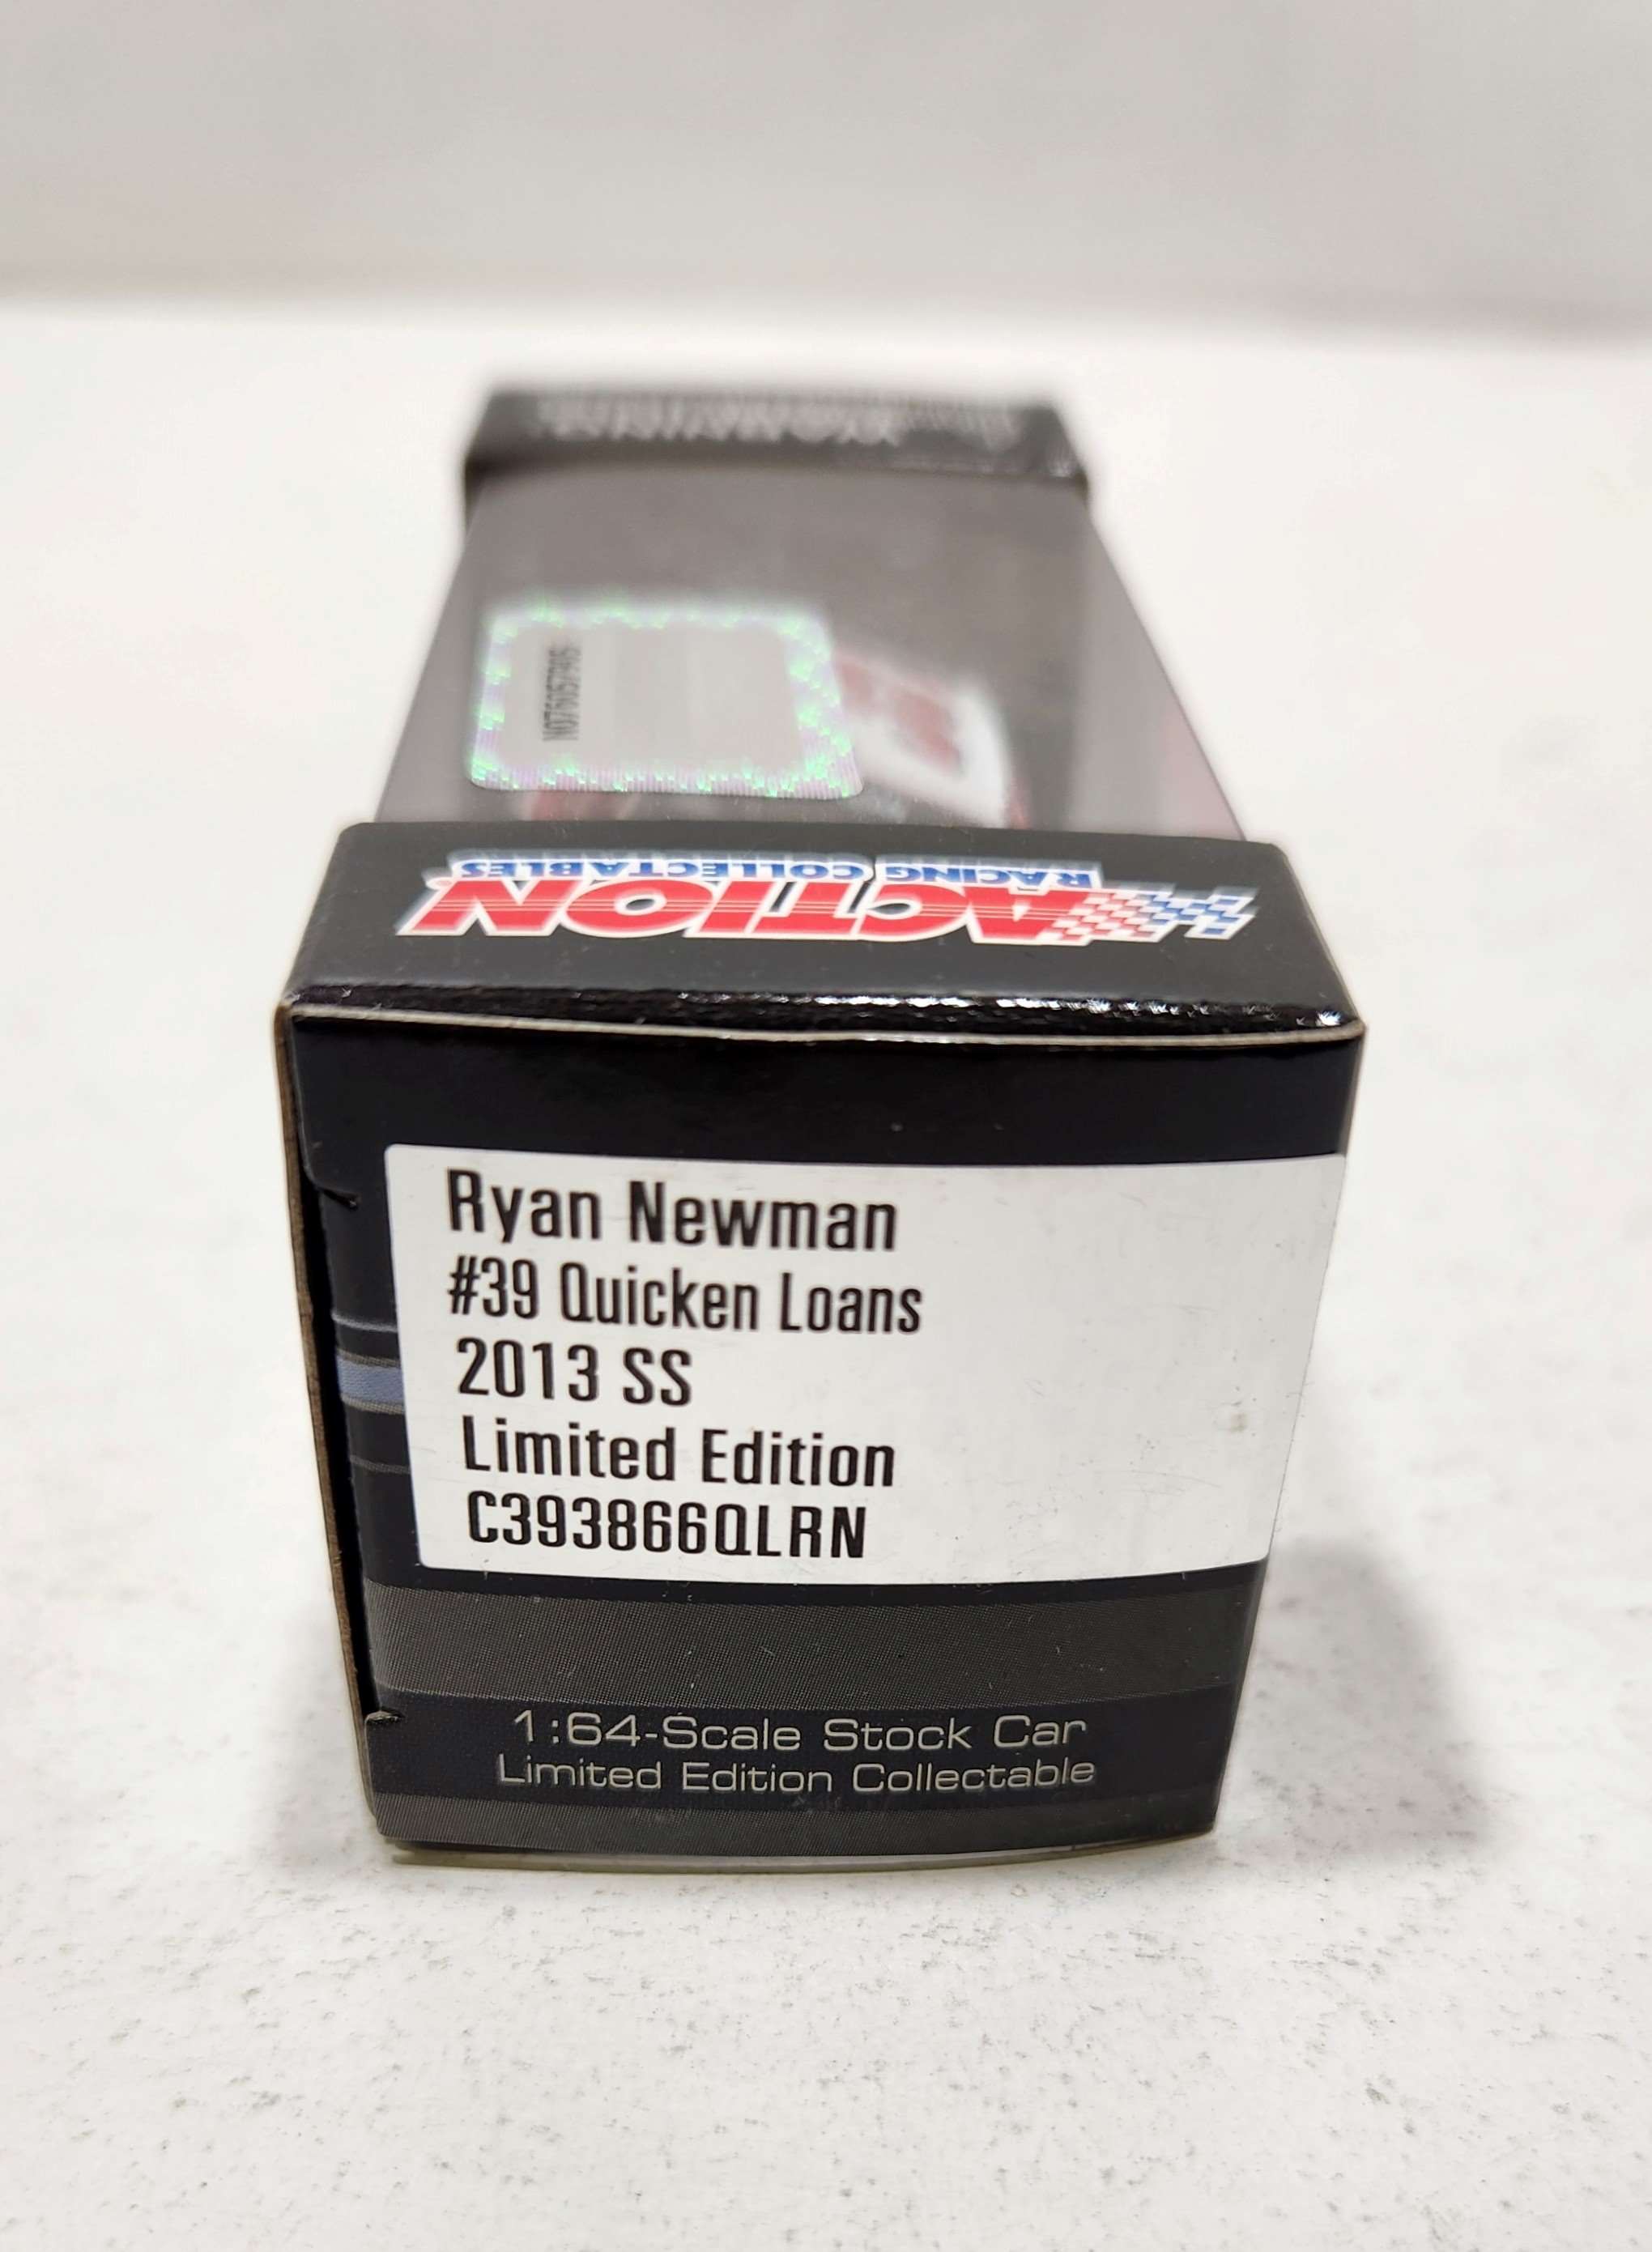 WARNING:
ACTION
RACING COLLECTABLES
Ryan Newman
#39 Quicken Loans
2013 SS
Limited Edition
C393866QLRN
1:64-Scale Stock Car
Limited Edition Collectable